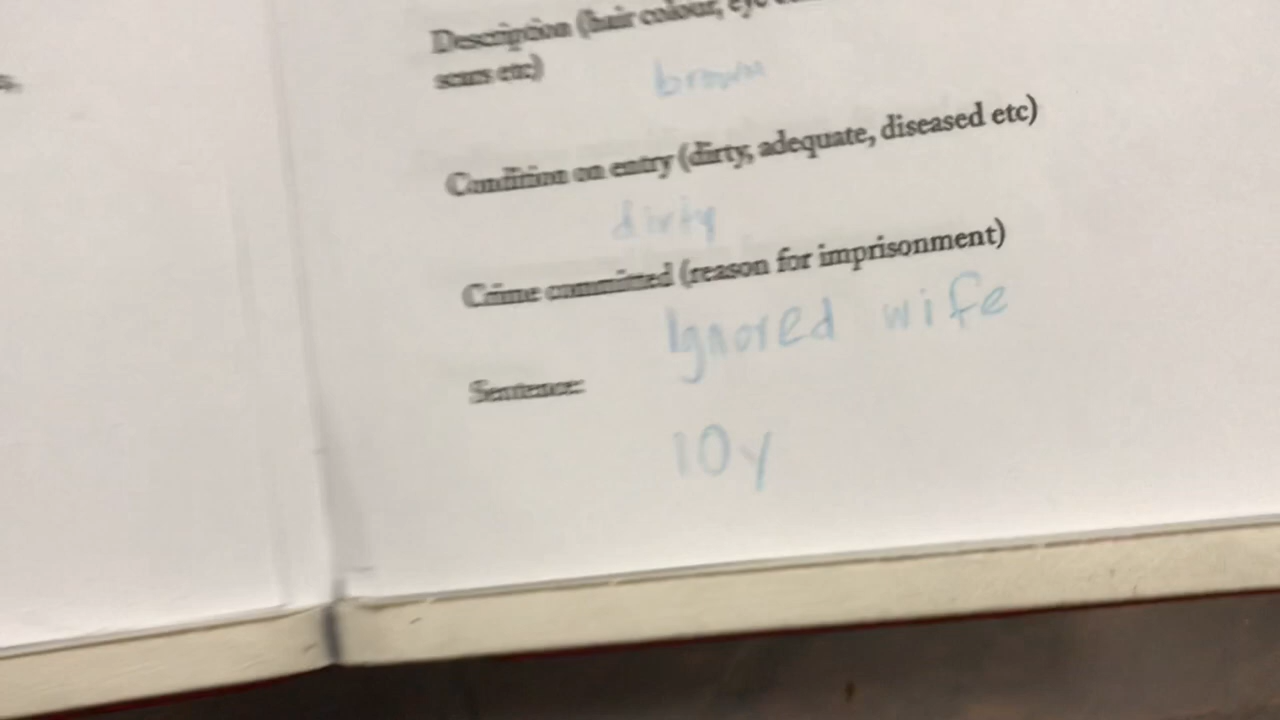 Description (hair colour, eye
scars etc)
brown
Condition on entry (dirty, adequate, diseased etc)
dirty
Crime committed (reason for imprisonment)
Ignored wife
Sentence:
10y